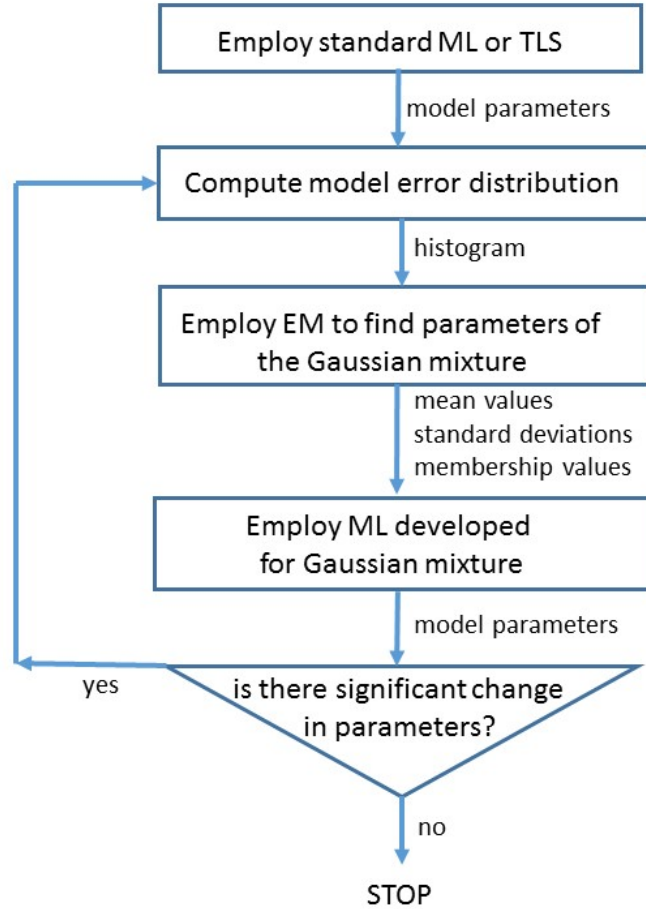 Employ standard ML or TLS
model parameters
Compute model error distribution
histogram
Employ EM to find parameters of
the Gaussian mixture
mean values
standard deviations
membership values
Employ ML developed
for Gaussian mixture
model parameters
is there significant change
in parameters?
yes
no
STOP